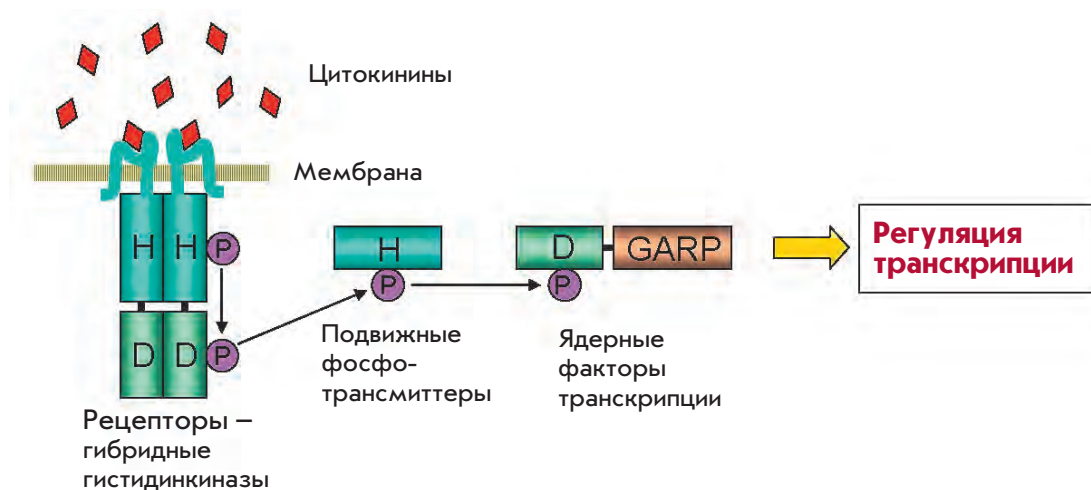 Цитокинины
Мембрана
H H P
D D P
Рецепторы –
гибридные
гистидинкиназы
H
P
Подвижные
фосфо-
трансмиттеры
D GARP
P
Ядерные
факторы
транскрипции
Регуляция
транскрипции